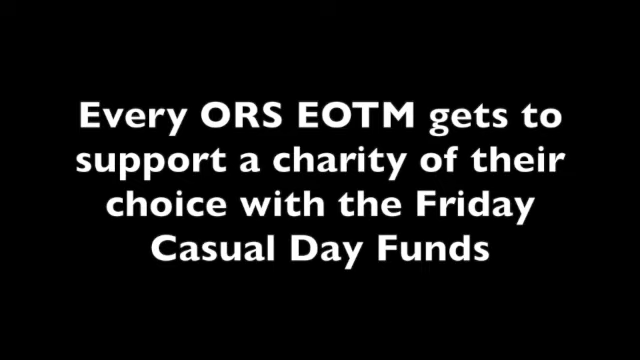 Every ORS EOTM gets to
support a charity of their
choice with the Friday
Casual Day Funds